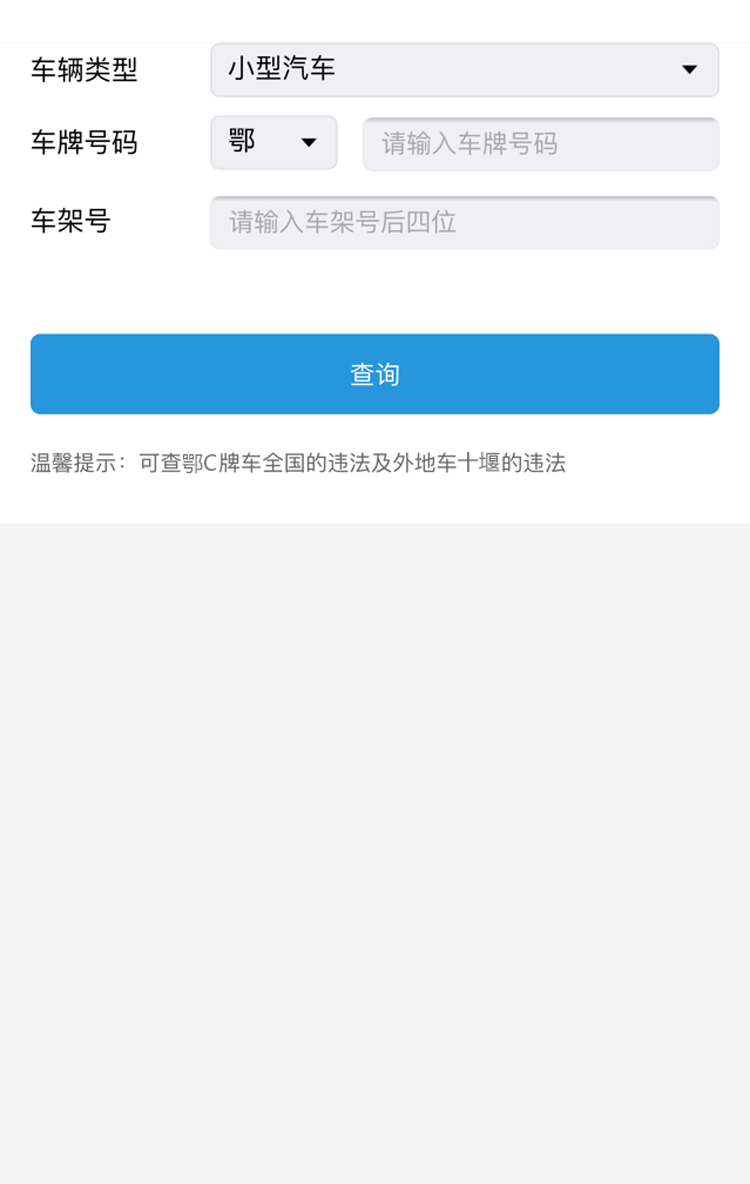 车辆类型 小型汽车
车牌号码 鄂 请输入车牌号码
车架号 请输入车架号后四位
查询
温馨提示：可查鄂C牌车全国的违法及外地车十堰的违法